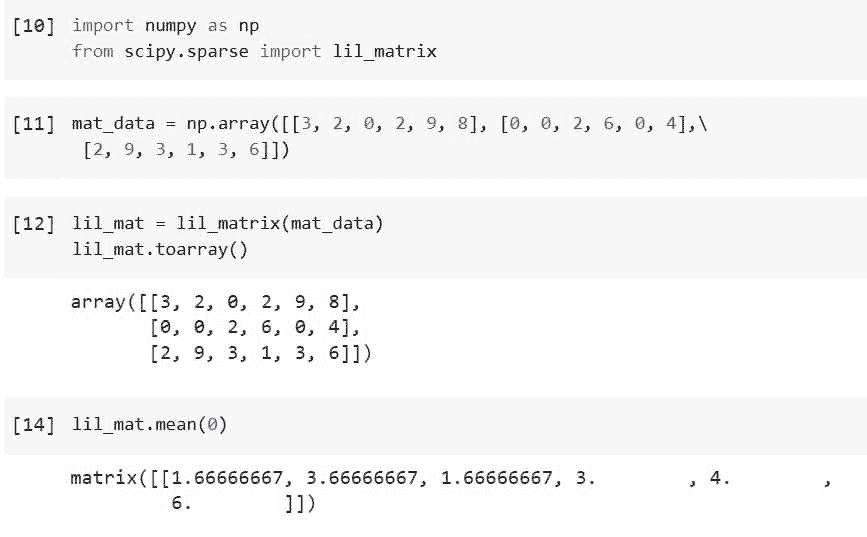 [10] import numpy as np
from scipy.sparse import lil_matrix
[11] mat_data = np.array([[3, 2, 0, 2, 9, 8], [0, 0, 2, 6, 0, 4],\
[2, 9, 3, 1, 3, 6]])
[12] lil_mat = lil_matrix(mat_data)
lil_mat.toarray()
array([[3, 2, 0, 2, 9, 8],
[0, 0, 2, 6, 0, 4],
[2, 9, 3, 1, 3, 6]])
[14] lil_mat.mean(0)
matrix([[1.66666667, 3.66666667, 1.66666667, 3.        , 4.        ,
6.        ]])